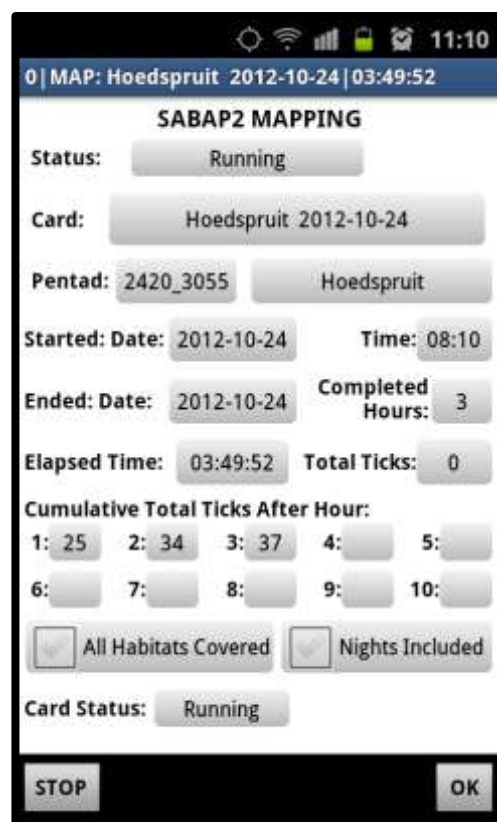 11:10
0|MAP: Hoedspruit 2012-10-24|03:49:52
SABAP2 MAPPING
Status: Running
Card: Hoedspruit 2012-10-24
Pentad: 2420_3055 Hoedspruit
Started: Date: 2012-10-24 Time: 08:10
Ended: Date: 2012-10-24 Completed Hours: 3
Elapsed Time: 03:49:52 Total Ticks: 0
Cumulative Total Ticks After Hour:
1: 25 2: 34 3: 37 4: 5:
6: 7: 8: 9: 10:
All Habitats Covered Nights Included
Card Status: Running
STOP OK